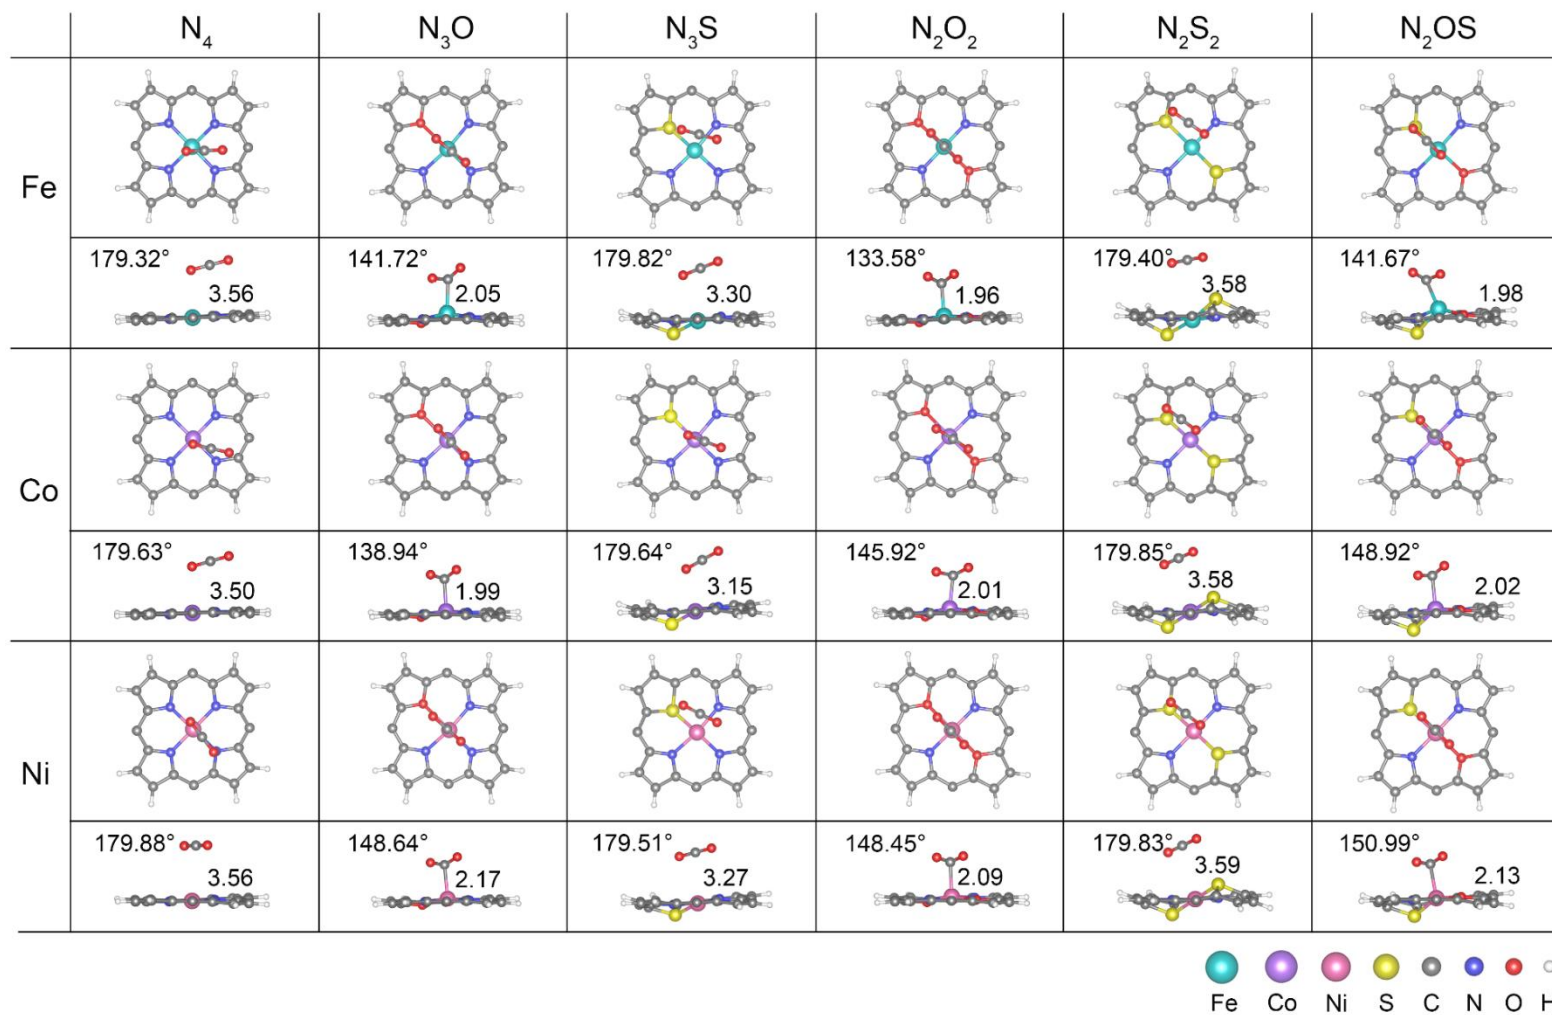 N₄ N₃O N₃S N₂O₂ N₂S₂ N₂OS
Fe
179.32° 141.72° 179.82° 133.58° 179.40° 141.67°
3.56 2.05 3.30 1.96 3.58 1.98
Co
179.63° 138.94° 179.64° 145.92° 179.85° 148.92°
3.50 1.99 3.15 2.01 3.58 2.02
Ni
179.88° 148.64° 179.51° 148.45° 179.83° 150.99°
3.56 2.17 3.27 2.09 3.59 2.13
Fe Co Ni S C N O H